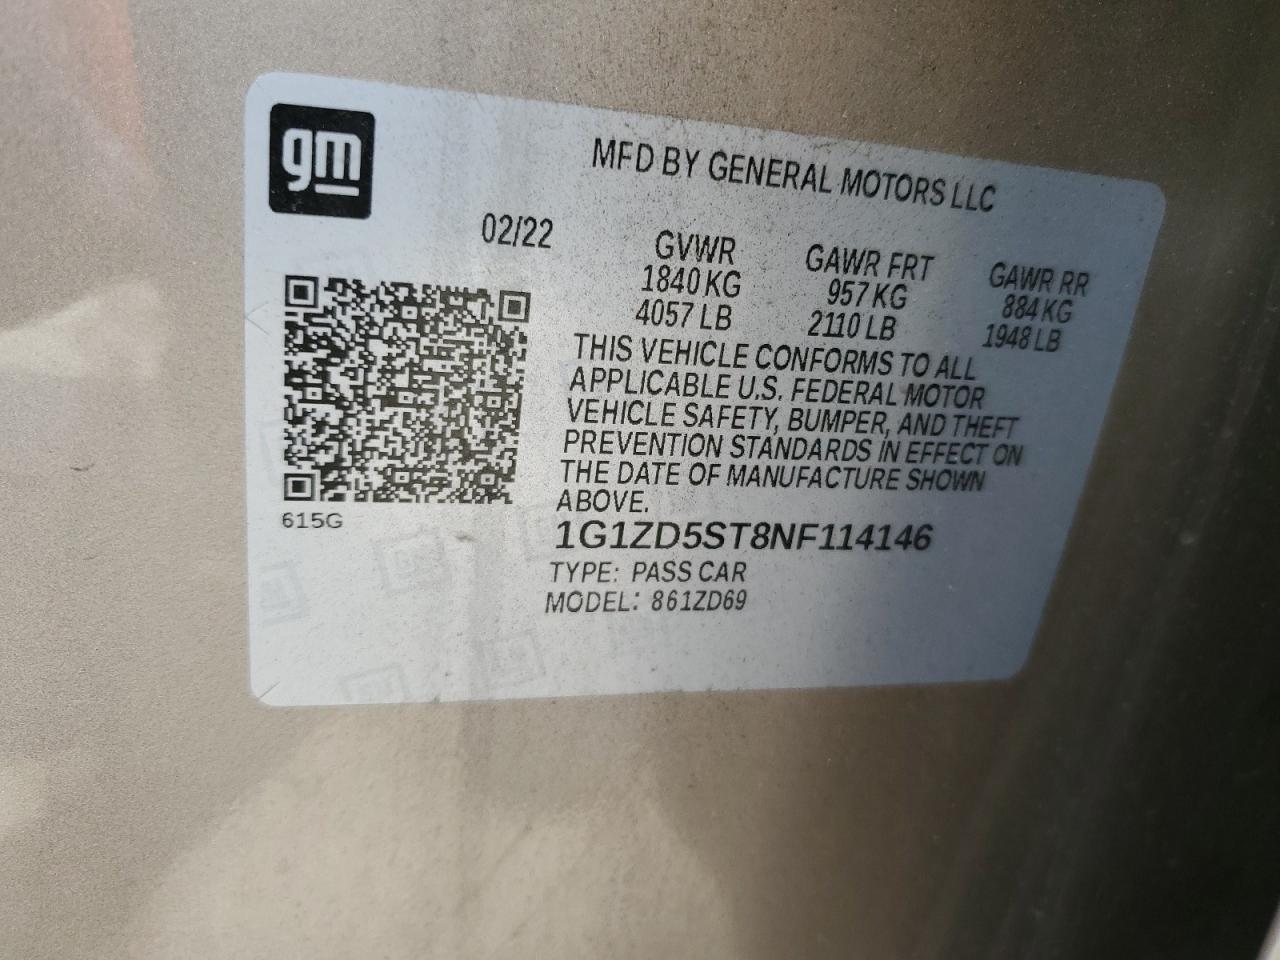 gm
MFD BY GENERAL MOTORS LLC
02/22 GVWR GAWR FRT GAWR RR
1840 KG 957 KG 884 KG
4057 LB 2110 LB 1948 LB
THIS VEHICLE CONFORMS TO ALL
APPLICABLE U.S. FEDERAL MOTOR
VEHICLE SAFETY, BUMPER, AND THEFT
PREVENTION STANDARDS IN EFFECT ON
THE DATE OF MANUFACTURE SHOWN
ABOVE.
615G
1G1ZD5ST8NF114146
TYPE: PASS CAR
MODEL: 861ZD69